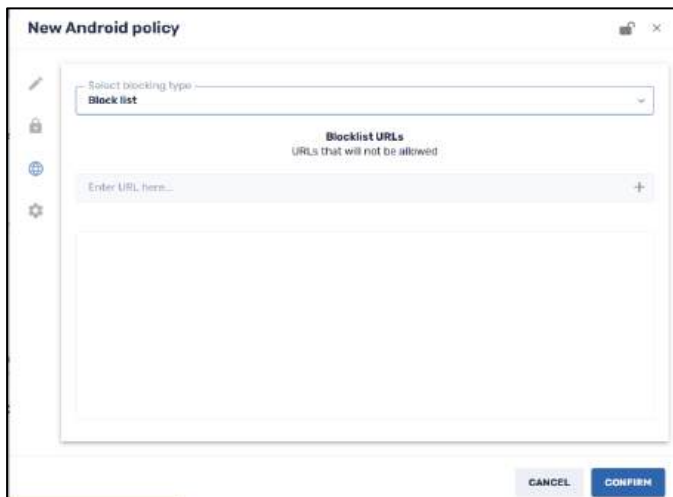 New Android policy
Select blocking type
Block list
Blocklist URLs
URLs that will not be allowed
Enter URL here...
CANCEL
CONFIRM